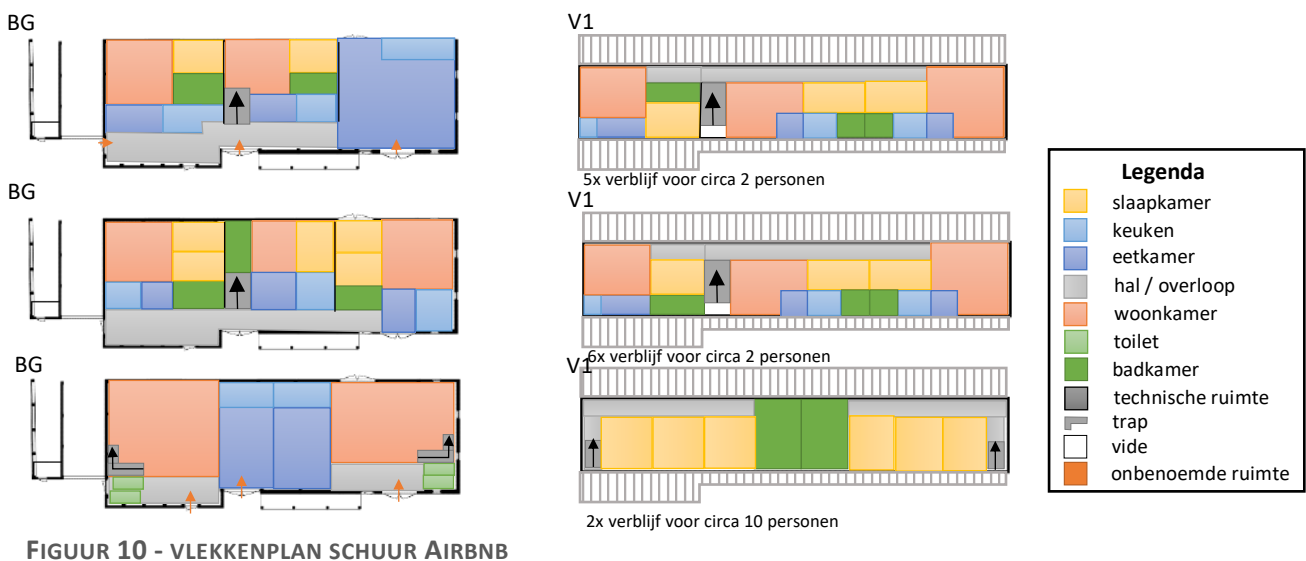 BG
V1
5x verblijf voor circa 2 personen
BG
V1
6x verblijf voor circa 2 personen
BG
V1
2x verblijf voor circa 10 personen
Legenda
slaapkamer
keuken
eetkamer
hal / overloop
woonkamer
toilet
badkamer
technische ruimte
trap
vide
onbenoemde ruimte
FIGUUR 10 - VLEKKENPLAN SCHUUR AIRBNB